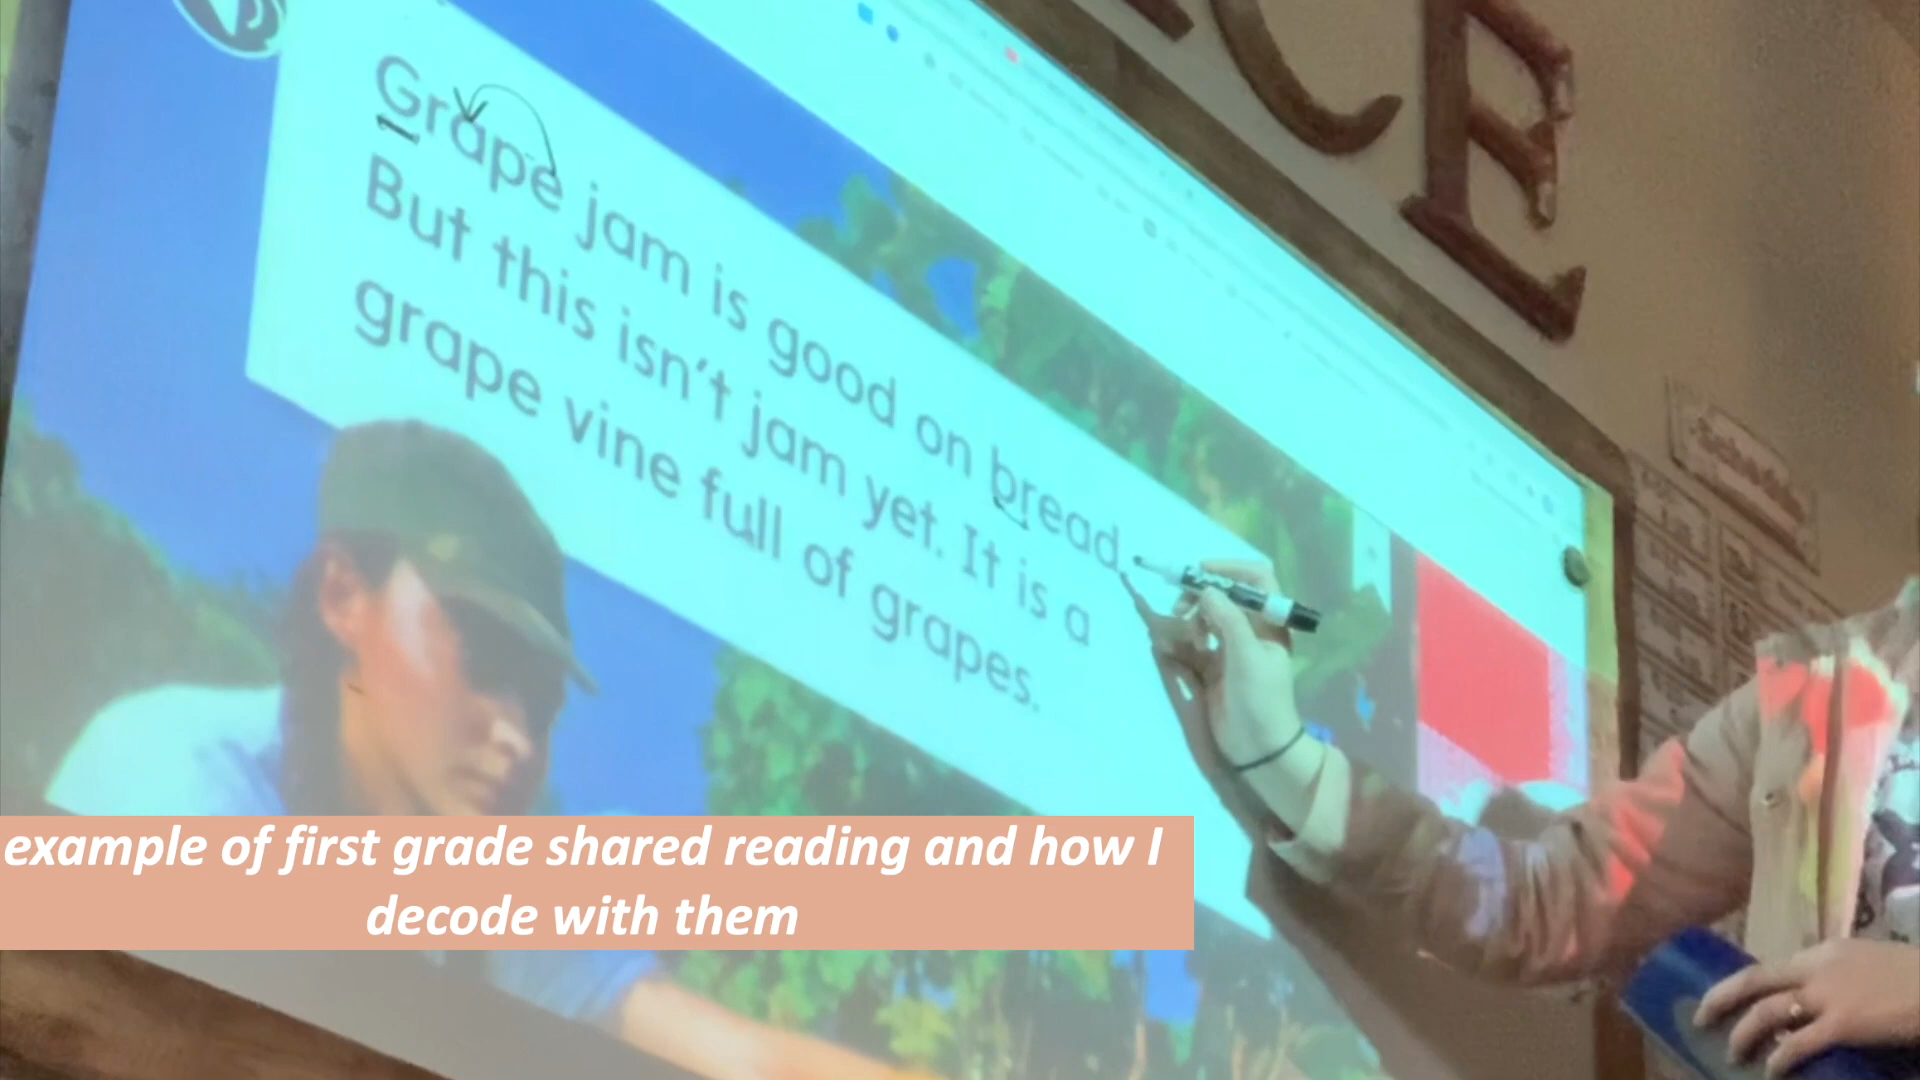 CE
Grape jam is good on bread.
But this isn't jam yet. It is a
grape vine full of grapes.
example of first grade shared reading and how I
decode with them